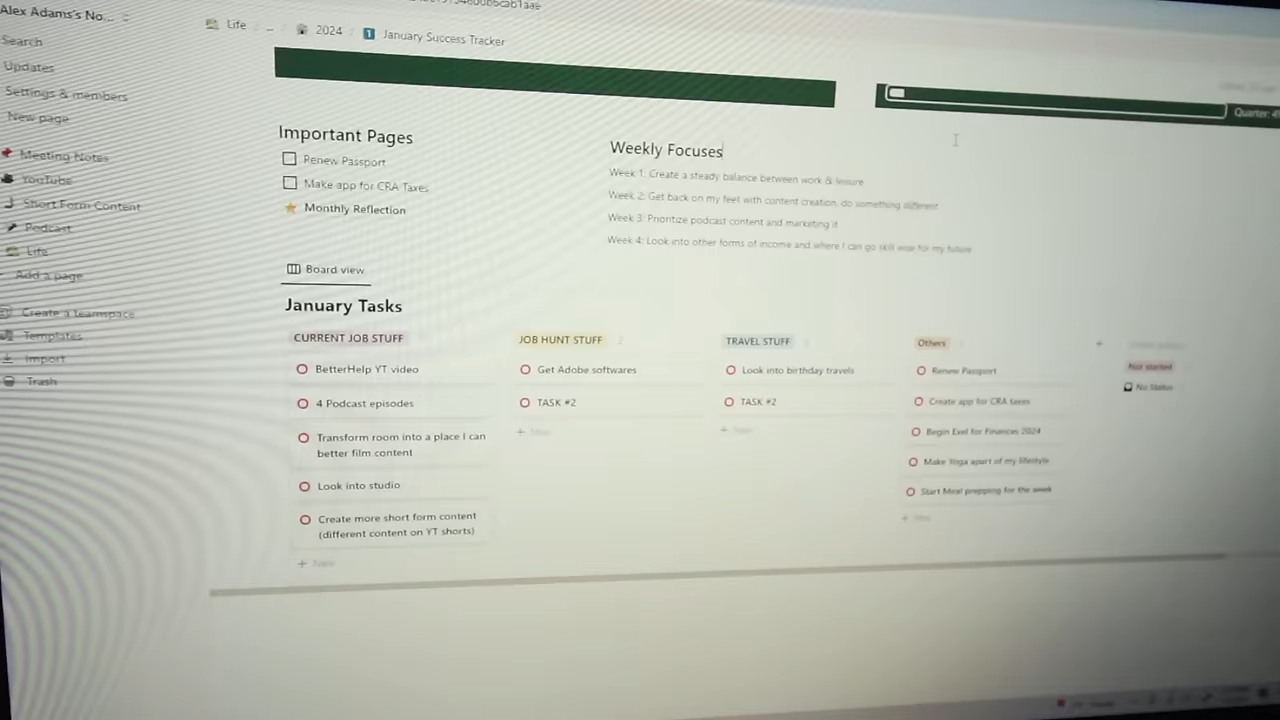 Alex Adams's No...
Search
Updates
Settings & members
New page
Meeting Notes
YouTube
Short Form Content
Podcast
Life
Add a page
Create a teamspace
Templates
Import
Trash
Life / ... / 2024 / 1 January Success Tracker
Quarter:
Important Pages
Renew Passport
Make app for CRA Taxes
Monthly Reflection
Weekly Focuses
Week 1: Create a steady balance between work & leisure
Week 2: Get back on my feet with content creation, do something different
Week 3: Prioritize podcast content and marketing it
Week 4: Look into other forms of income and where I can go skill wise for my future
Board view
January Tasks
CURRENT JOB STUFF
BetterHelp YT video
4 Podcast episodes
Transform room into a place I can
better film content
Look into studio
Create more short form content
(different content on YT shorts)
+ New
JOB HUNT STUFF 2
Get Adobe softwares
TASK #2
+ New
TRAVEL STUFF
Look into birthday travels
TASK #2
+ New
Others
Renew Passport
Create app for CRA taxes
Begin Exel for Finances 2024
Make Yoga apart of my lifestyle
Start Meal prepping for the week
+ New
+
Not started
No Status